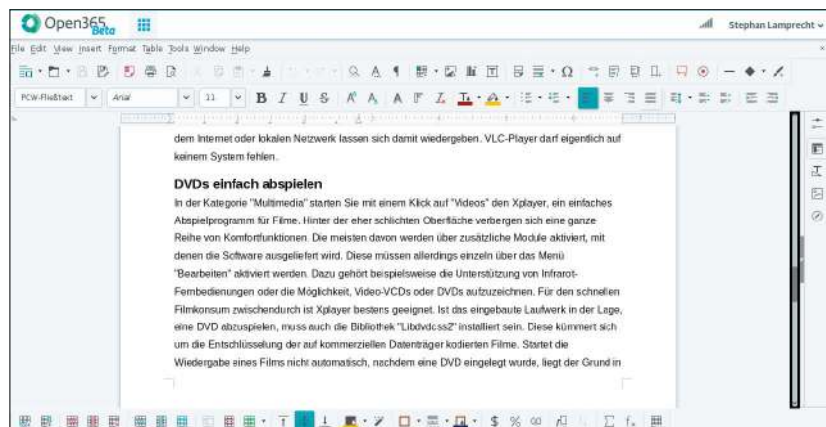 Open365
Beta
Stephan Lamprecht
File Edit View Insert Format Table Tools Window Help
PCW-Fließtext Arial 11
dem Internet oder lokalen Netzwerk lassen sich damit wiedergeben. VLC-Player darf eigentlich auf
keinem System fehlen.
DVDs einfach abspielen
In der Kategorie "Multimedia" starten Sie mit einem Klick auf "Videos" den Xplayer, ein einfaches
Abspielprogramm für Filme. Hinter der eher schlichten Oberfläche verbergen sich eine ganze
Reihe von Komfortfunktionen. Die meisten davon werden über zusätzliche Module aktiviert, mit
denen die Software ausgeliefert wird. Diese müssen allerdings einzeln über das Menü
"Bearbeiten" aktiviert werden. Dazu gehört beispielsweise die Unterstützung von Infrarot-
Fernbedienungen oder die Möglichkeit, Video-VCDs oder DVDs aufzuzeichnen. Für den schnellen
Filmkonsum zwischendurch ist Xplayer bestens geeignet. Ist das eingebaute Laufwerk in der Lage,
eine DVD abzuspielen, muss auch die Bibliothek "Libdvdcss2" installiert sein. Diese kümmert sich
um die Entschlüsselung der auf kommerziellen Datenträger kodierten Filme. Startet die
Wiedergabe eines Films nicht automatisch, nachdem eine DVD eingelegt wurde, liegt der Grund in